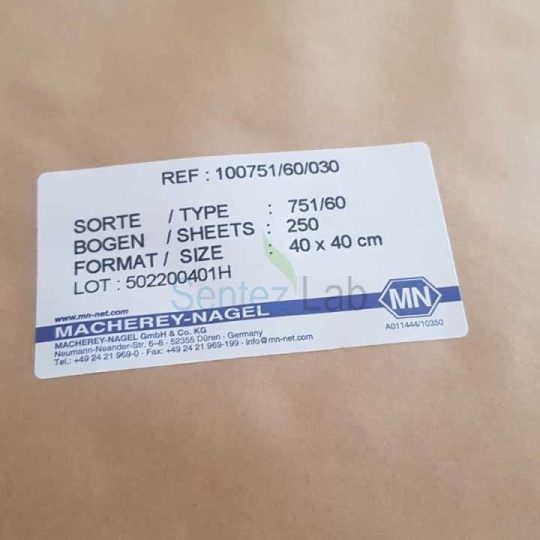 REF : 100751/60/030
SORTE / TYPE : 751/60
BOGEN / SHEETS : 250
FORMAT / SIZE : 40 x 40 cm
LOT : 502200401H
Sentez Lab
www.mn-net.com
MACHEREY-NAGEL
MN
MACHEREY-NAGEL GmbH & Co. KG
Neumann-Neander-Str. 6–8 · 52355 Düren · Germany
Tel.: +49 24 21 969-0 · Fax: +49 24 21 969-199 · info@mn-net.com
A011444/10350